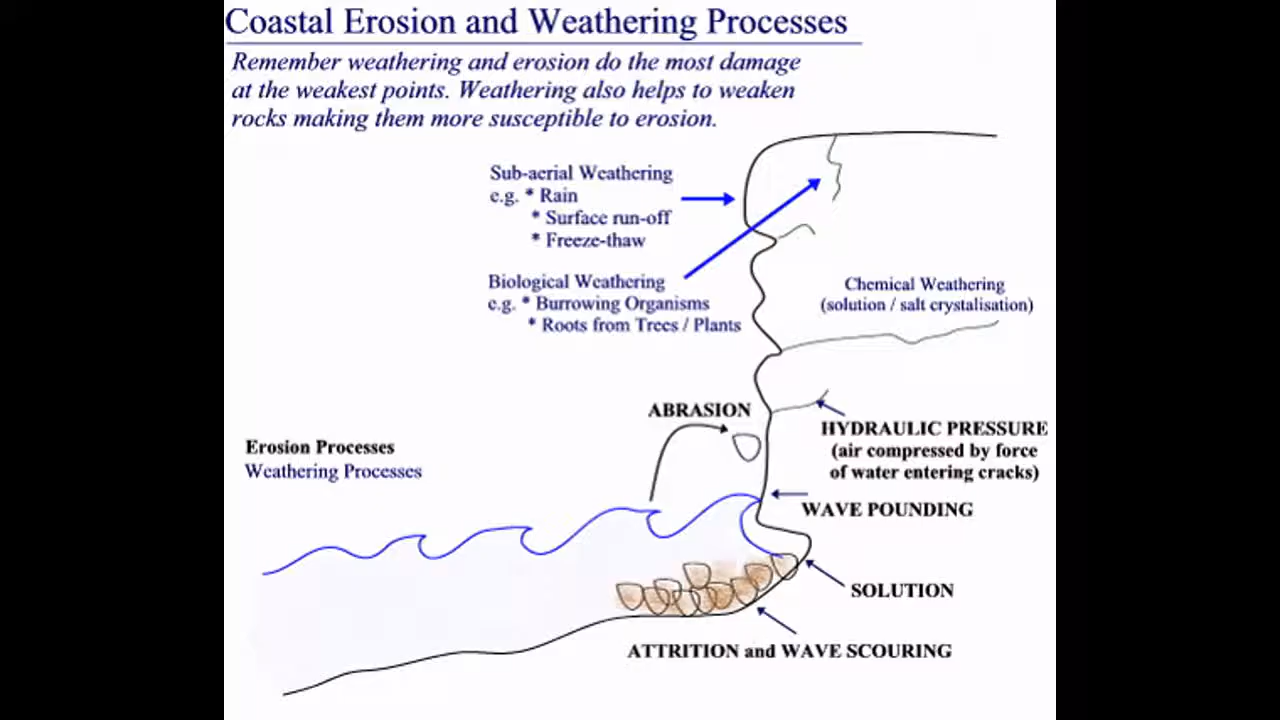 Coastal Erosion and Weathering Processes
Remember weathering and erosion do the most damage
at the weakest points. Weathering also helps to weaken
rocks making them more susceptible to erosion.
Sub-aerial Weathering
e.g. * Rain
* Surface run-off
* Freeze-thaw
Biological Weathering
e.g. * Burrowing Organisms
* Roots from Trees / Plants
Chemical Weathering
(solution / salt crystalisation)
ABRASION
HYDRAULIC PRESSURE
(air compressed by force
of water entering cracks)
Erosion Processes
Weathering Processes
WAVE POUNDING
SOLUTION
ATTRITION and WAVE SCOURING